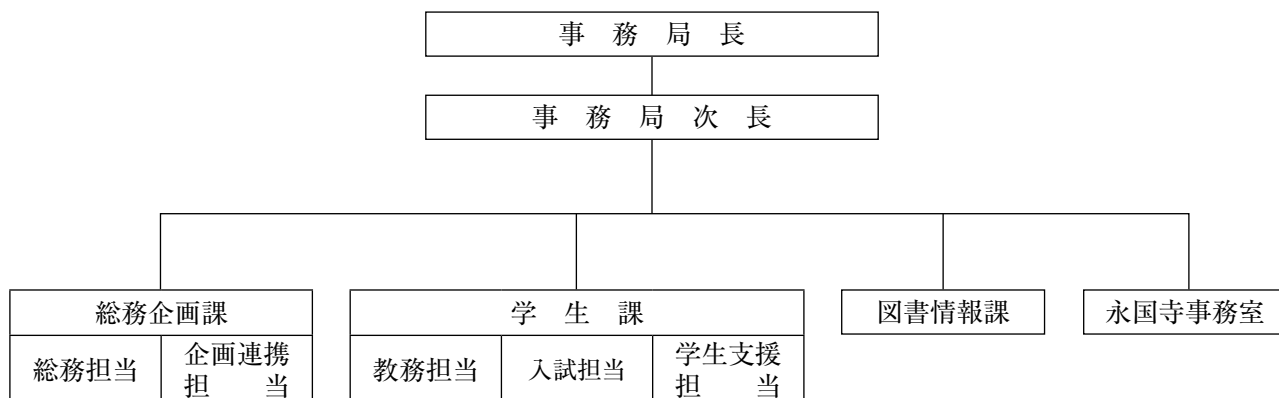 事　務　局　長
事　務　局　次　長
総務企画課
学　生　課
図書情報課
永国寺事務室
総務担当
企画連携
担　　当
教務担当
入試担当
学生支援
担　　当